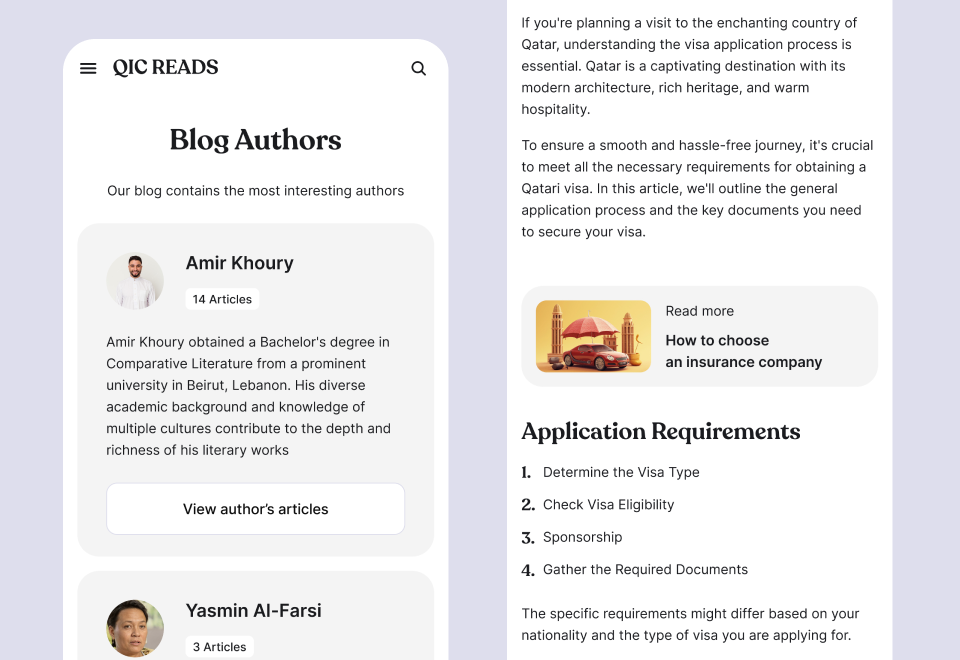 QIC READS
Blog Authors
Our blog contains the most interesting authors
Amir Khoury
14 Articles
Amir Khoury obtained a Bachelor's degree in
Comparative Literature from a prominent
university in Beirut, Lebanon. His diverse
academic background and knowledge of
multiple cultures contribute to the depth and
richness of his literary works
View author’s articles
Yasmin Al-Farsi
3 Articles
If you're planning a visit to the enchanting country of
Qatar, understanding the visa application process is
essential. Qatar is a captivating destination with its
modern architecture, rich heritage, and warm
hospitality.
To ensure a smooth and hassle-free journey, it's crucial
to meet all the necessary requirements for obtaining a
Qatari visa. In this article, we'll outline the general
application process and the key documents you need
to secure your visa.
Read more
How to choose
an insurance company
Application Requirements
1. Determine the Visa Type
2. Check Visa Eligibility
3. Sponsorship
4. Gather the Required Documents
The specific requirements might differ based on your
nationality and the type of visa you are applying for.